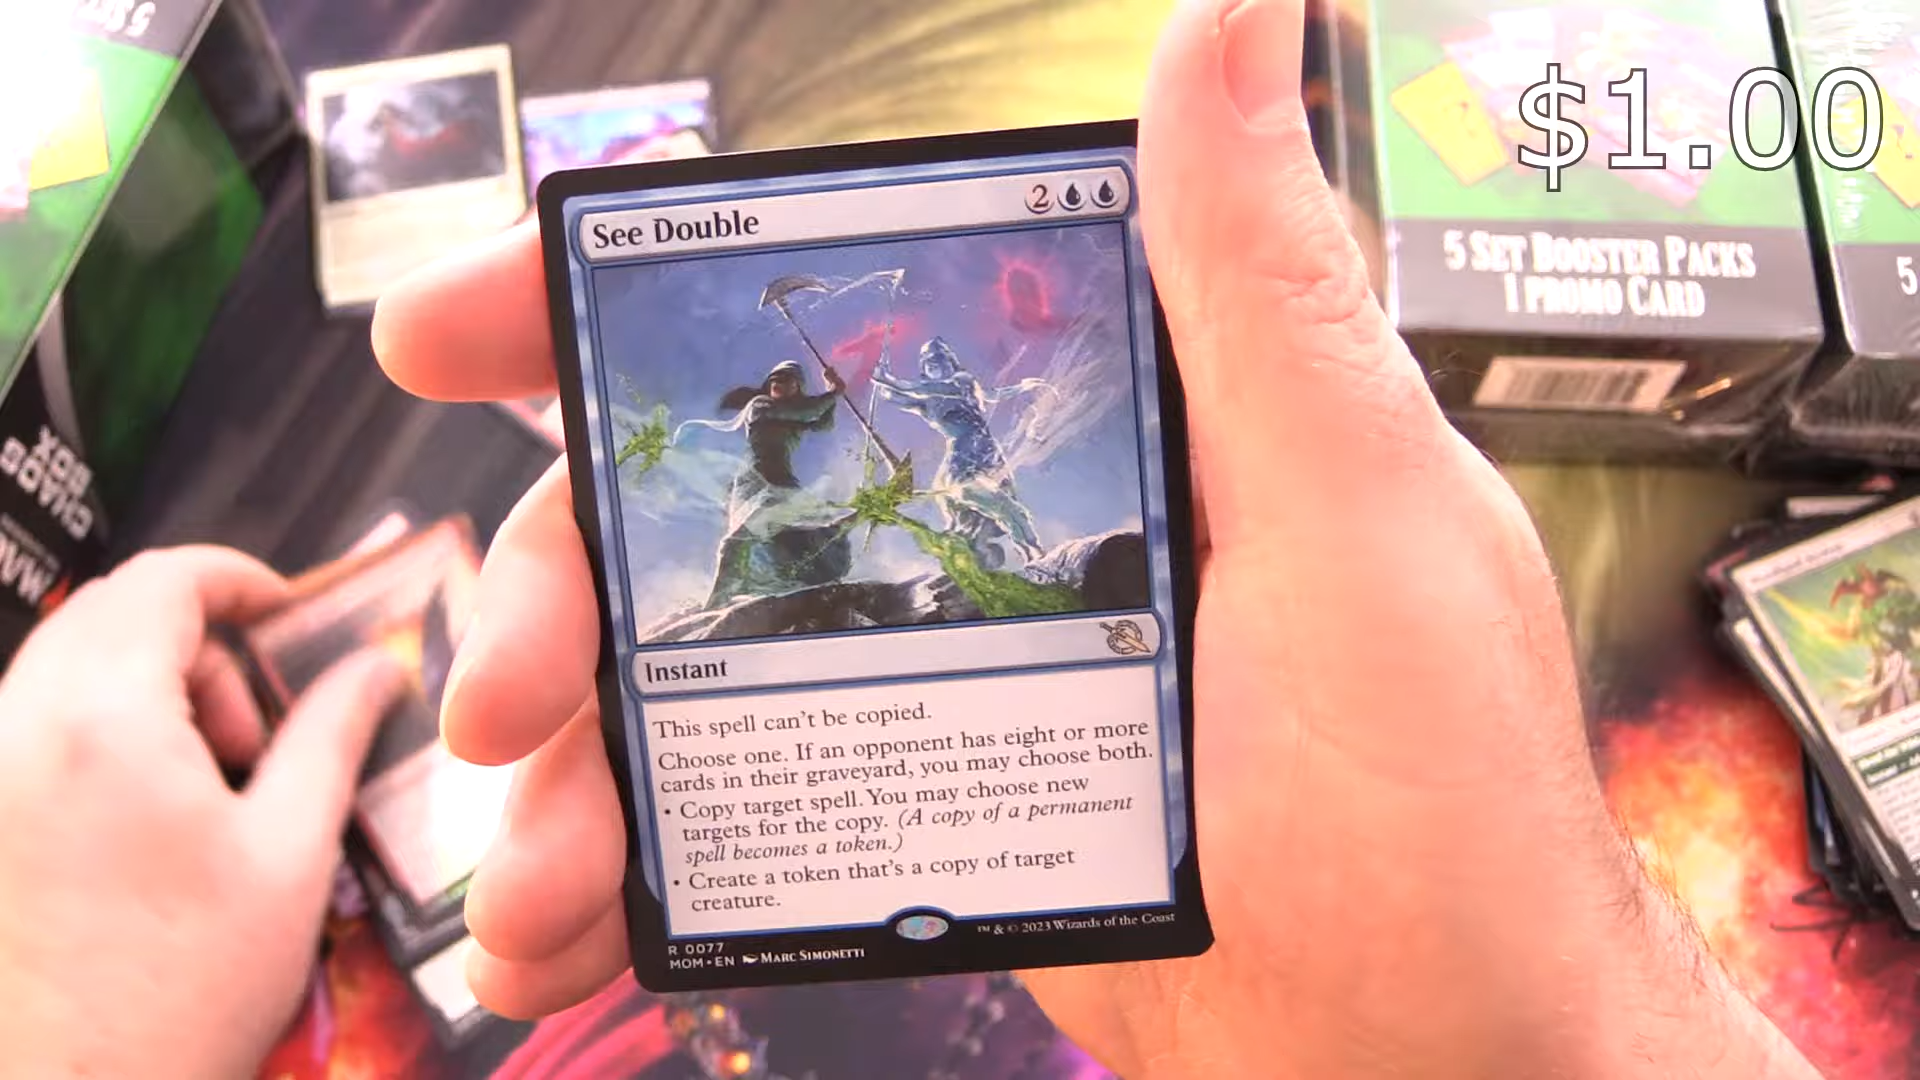 $1.00
5 SET BOOSTER PACKS
1 PROMO CARD
5
5 SET
CHAOS
BOX
See Double
2
Instant
This spell can't be copied.
Choose one. If an opponent has eight or more
cards in their graveyard, you may choose both.
• Copy target spell. You may choose new
targets for the copy. (A copy of a permanent
spell becomes a token.)
• Create a token that's a copy of target
creature.
R 0077
MOM • EN MARC SIMONETTI
™ & © 2023 Wizards of the Coast